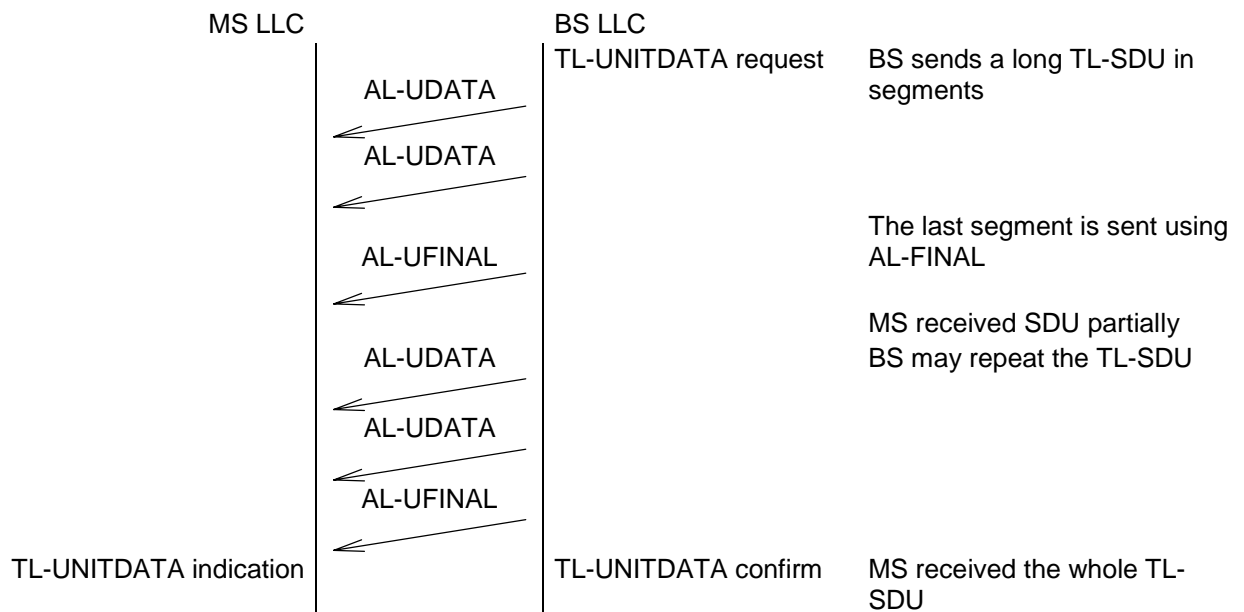 MS LLC
BS LLC
TL-UNITDATA request
BS sends a long TL-SDU in
segments
AL-UDATA
AL-UDATA
The last segment is sent using
AL-FINAL
AL-UFINAL
MS received SDU partially
AL-UDATA
BS may repeat the TL-SDU
AL-UDATA
AL-UFINAL
TL-UNITDATA indication
TL-UNITDATA confirm
MS received the whole TL-
SDU